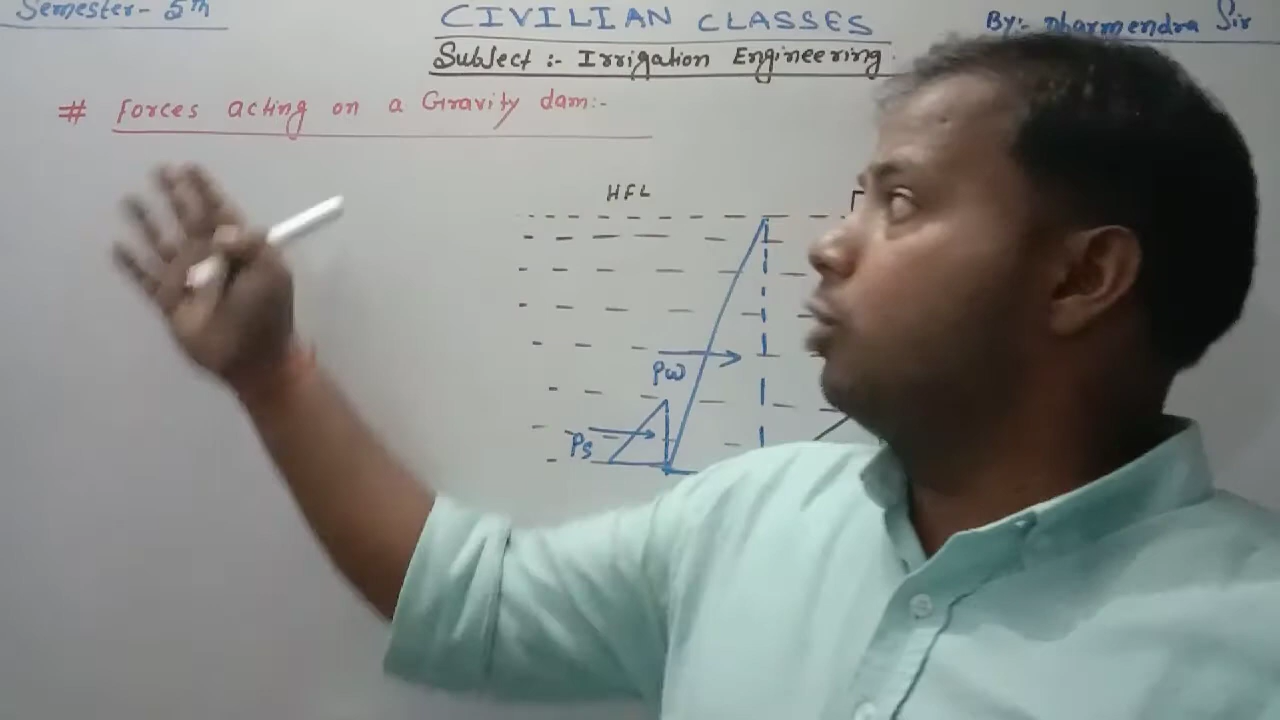 Semester- 5th
CIVILIAN CLASSES
By:- Dharmendra Sir
Subject :- Irrigation Engineering
# Forces acting on a Gravity dam:-
HFL
Pw
Ps